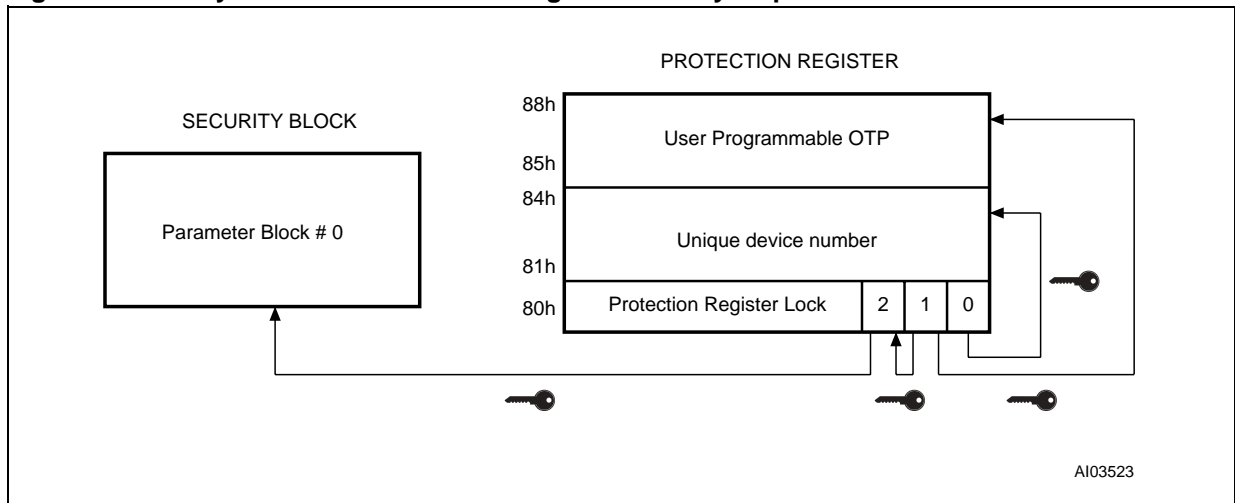 PROTECTION REGISTER
SECURITY BLOCK
Parameter Block # 0
88h
User Programmable OTP
85h
84h
Unique device number
81h
80h
Protection Register Lock 2 1 0
AI03523